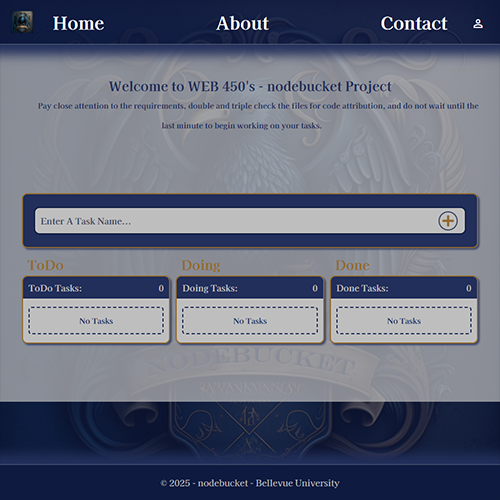 Home About Contact
Welcome to WEB 450's - nodebucket Project
Pay close attention to the requirements, double and triple check the files for code attribution, and do not wait until the
last minute to begin working on your tasks.
Enter A Task Name...
ToDo Doing Done
ToDo Tasks: 0 Doing Tasks: 0 Done Tasks: 0
No Tasks No Tasks No Tasks
NODEBUCKET
© 2025 - nodebucket - Bellevue University